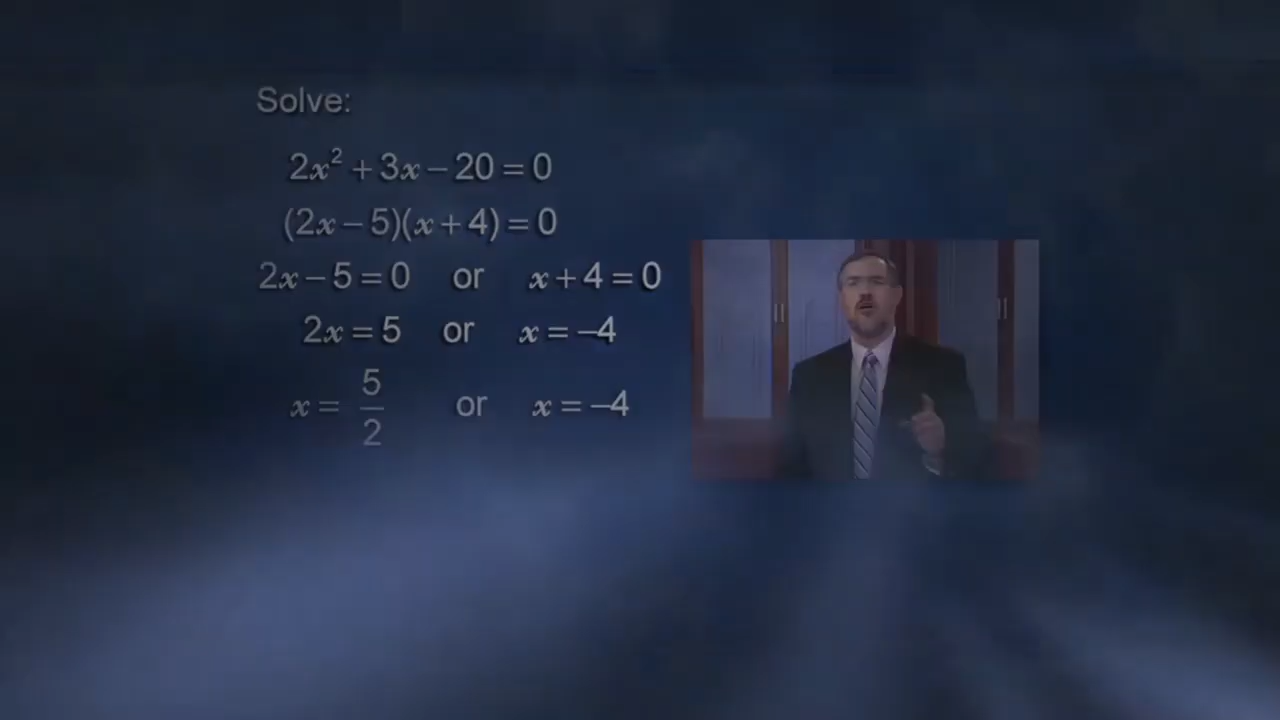 Solve:
2x² + 3x − 20 = 0
(2x − 5)(x + 4) = 0
2x − 5 = 0 or x + 4 = 0
2x = 5 or x = −4
x = 5/2 or x = −4